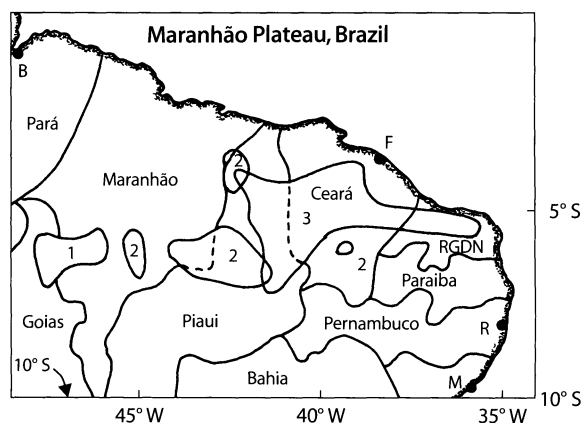 Maranhão Plateau, Brazil
B
Pará
F
2
Maranhão
Ceará
5° S
3
RGDN
1
2
2
2
Paraiba
Goias
Piaui
Pernambuco
R
10° S
Bahia
M
10° S
45° W
40° W
35° W